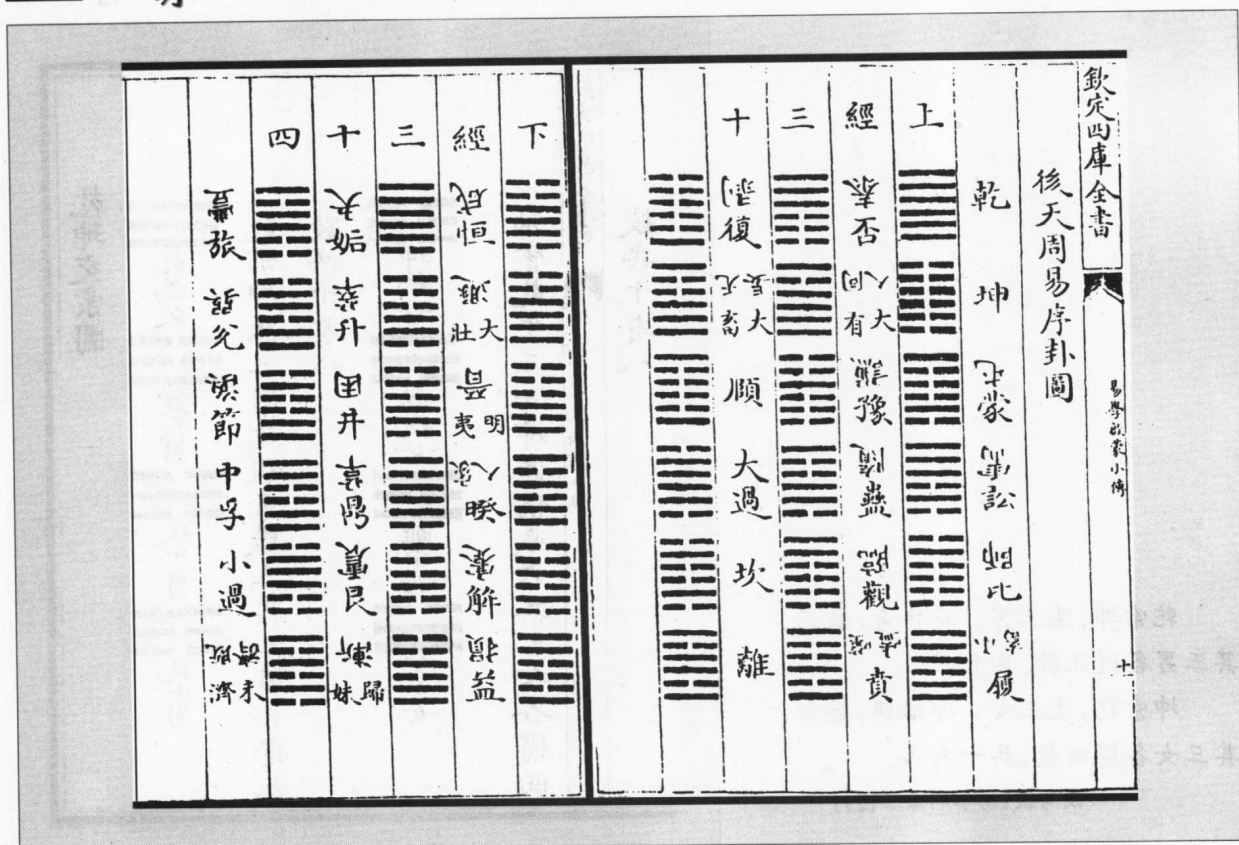 欽定四庫全書
易學啟蒙小傳
十
後天周易序卦圖
乾 坤 屯蒙 需訟 師比 小畜履
上
經 泰否 同人大有 謙豫 隨蠱 臨觀 噬嗑賁
三
十 剝復 无妄大畜 頤 大過 坎 離
下
經 咸恒 遯大壯 晉明夷 家人睽 蹇解 損益
三
十 夬姤 萃升 困井 革鼎 震艮 漸歸妹
四
豐旅 巽兌 渙節 中孚 小過 既濟未濟